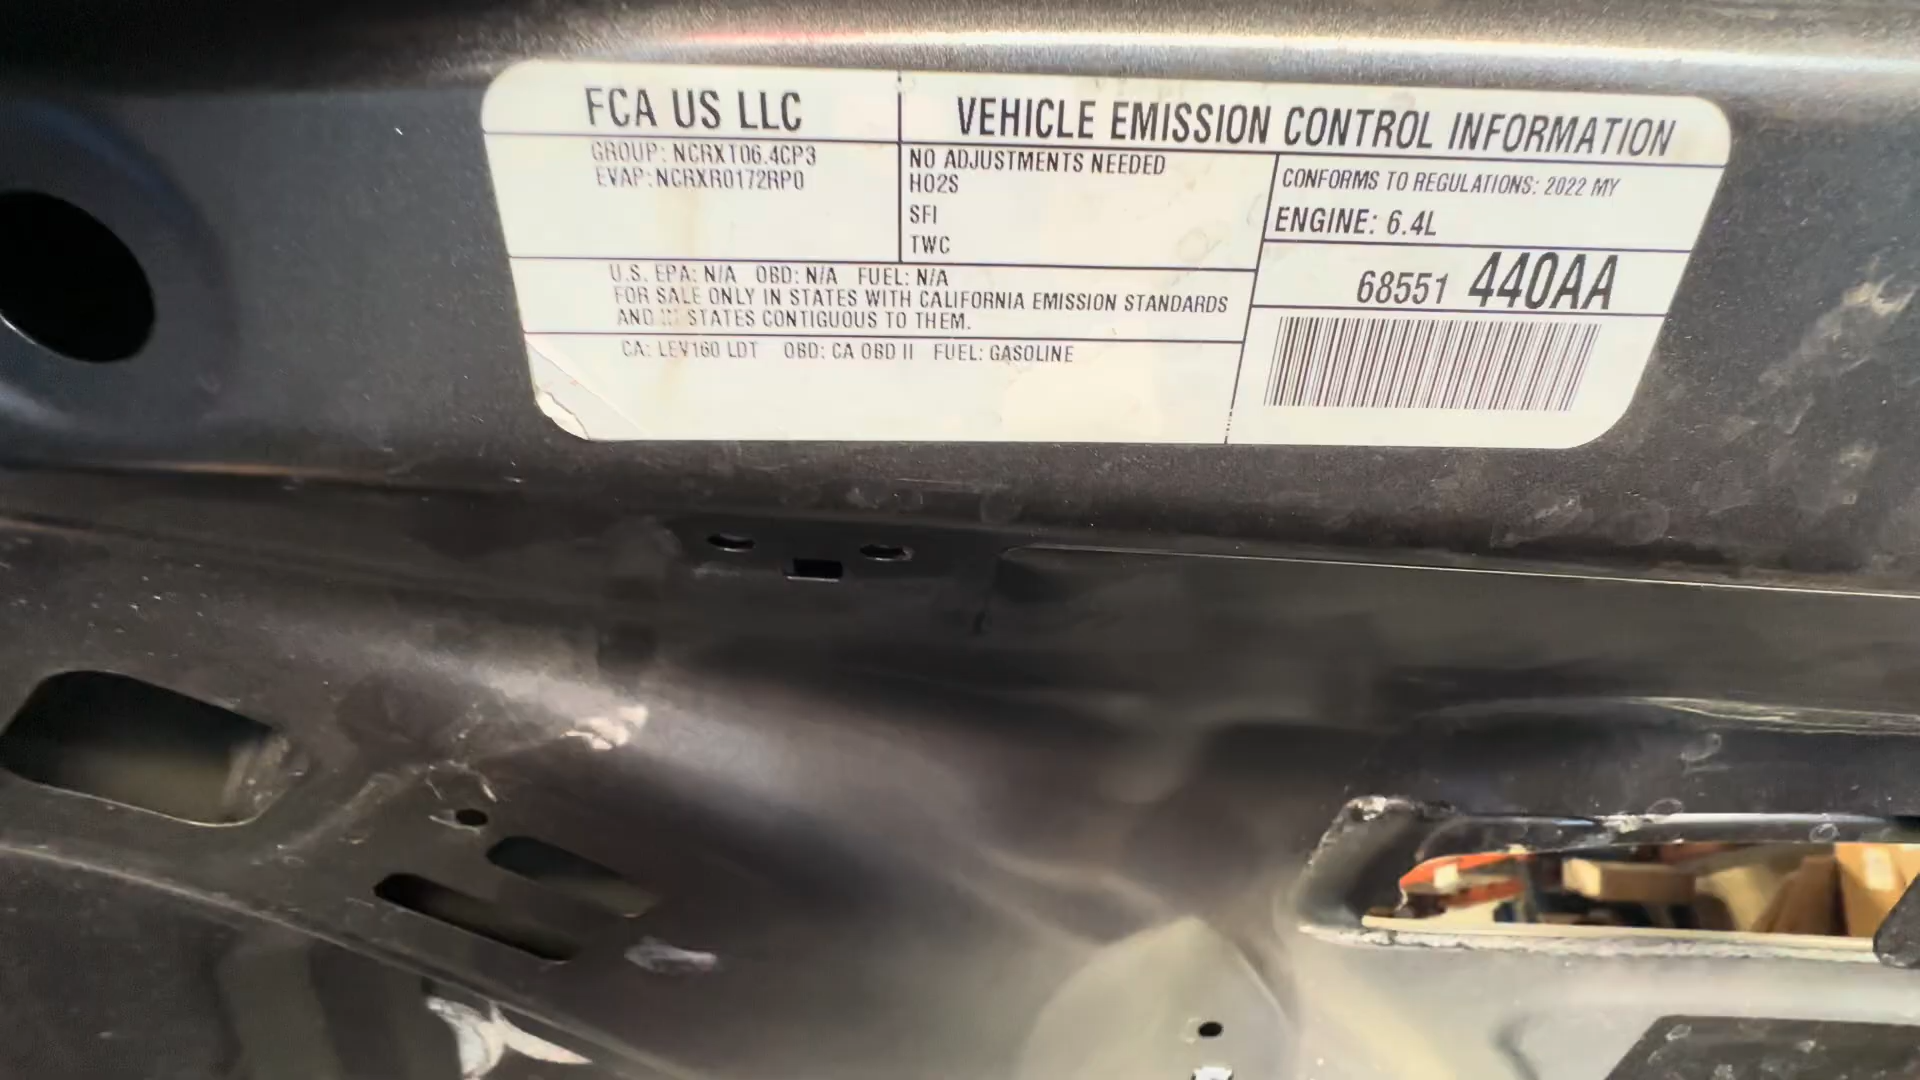 FCA US LLC
VEHICLE EMISSION CONTROL INFORMATION
GROUP: NCRXT06.4CP3
EVAP: NCRXR0172RP0
NO ADJUSTMENTS NEEDED
HO2S
SFI
TWC
CONFORMS TO REGULATIONS: 2022 MY
ENGINE: 6.4L
68551 440AA
U.S. EPA: N/A OBD: N/A FUEL: N/A
FOR SALE ONLY IN STATES WITH CALIFORNIA EMISSION STANDARDS
AND STATES CONTIGUOUS TO THEM.
CA: LEV160 LDT OBD: CA OBD II FUEL: GASOLINE